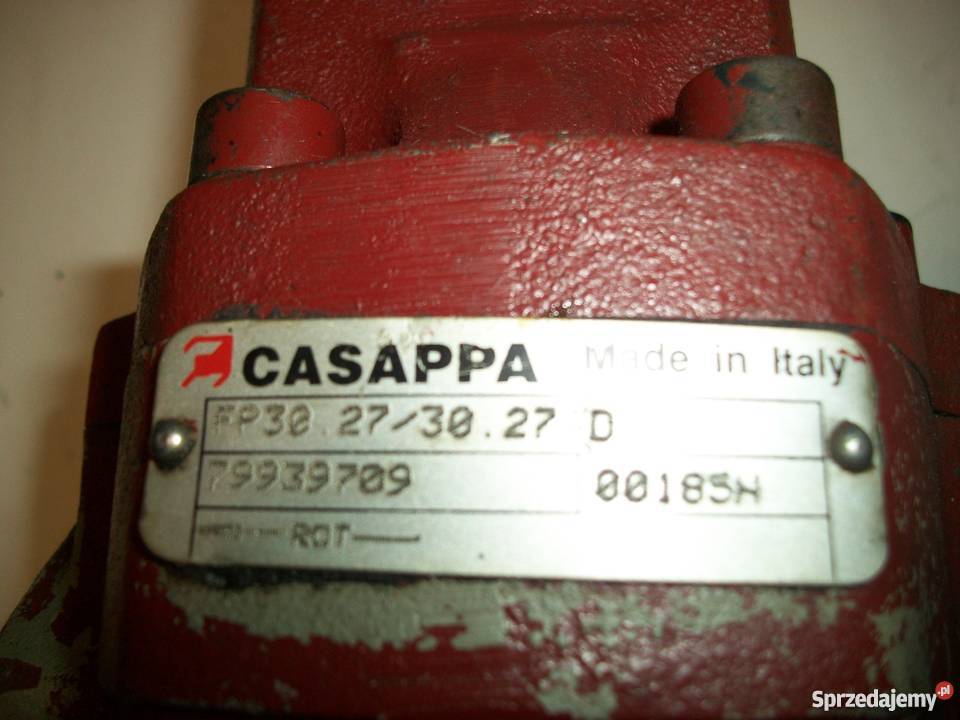 CASAPPA Made in Italy
FP30.27/30.27 D
79939709 00185H
ROT
Sprzedajemy.pl